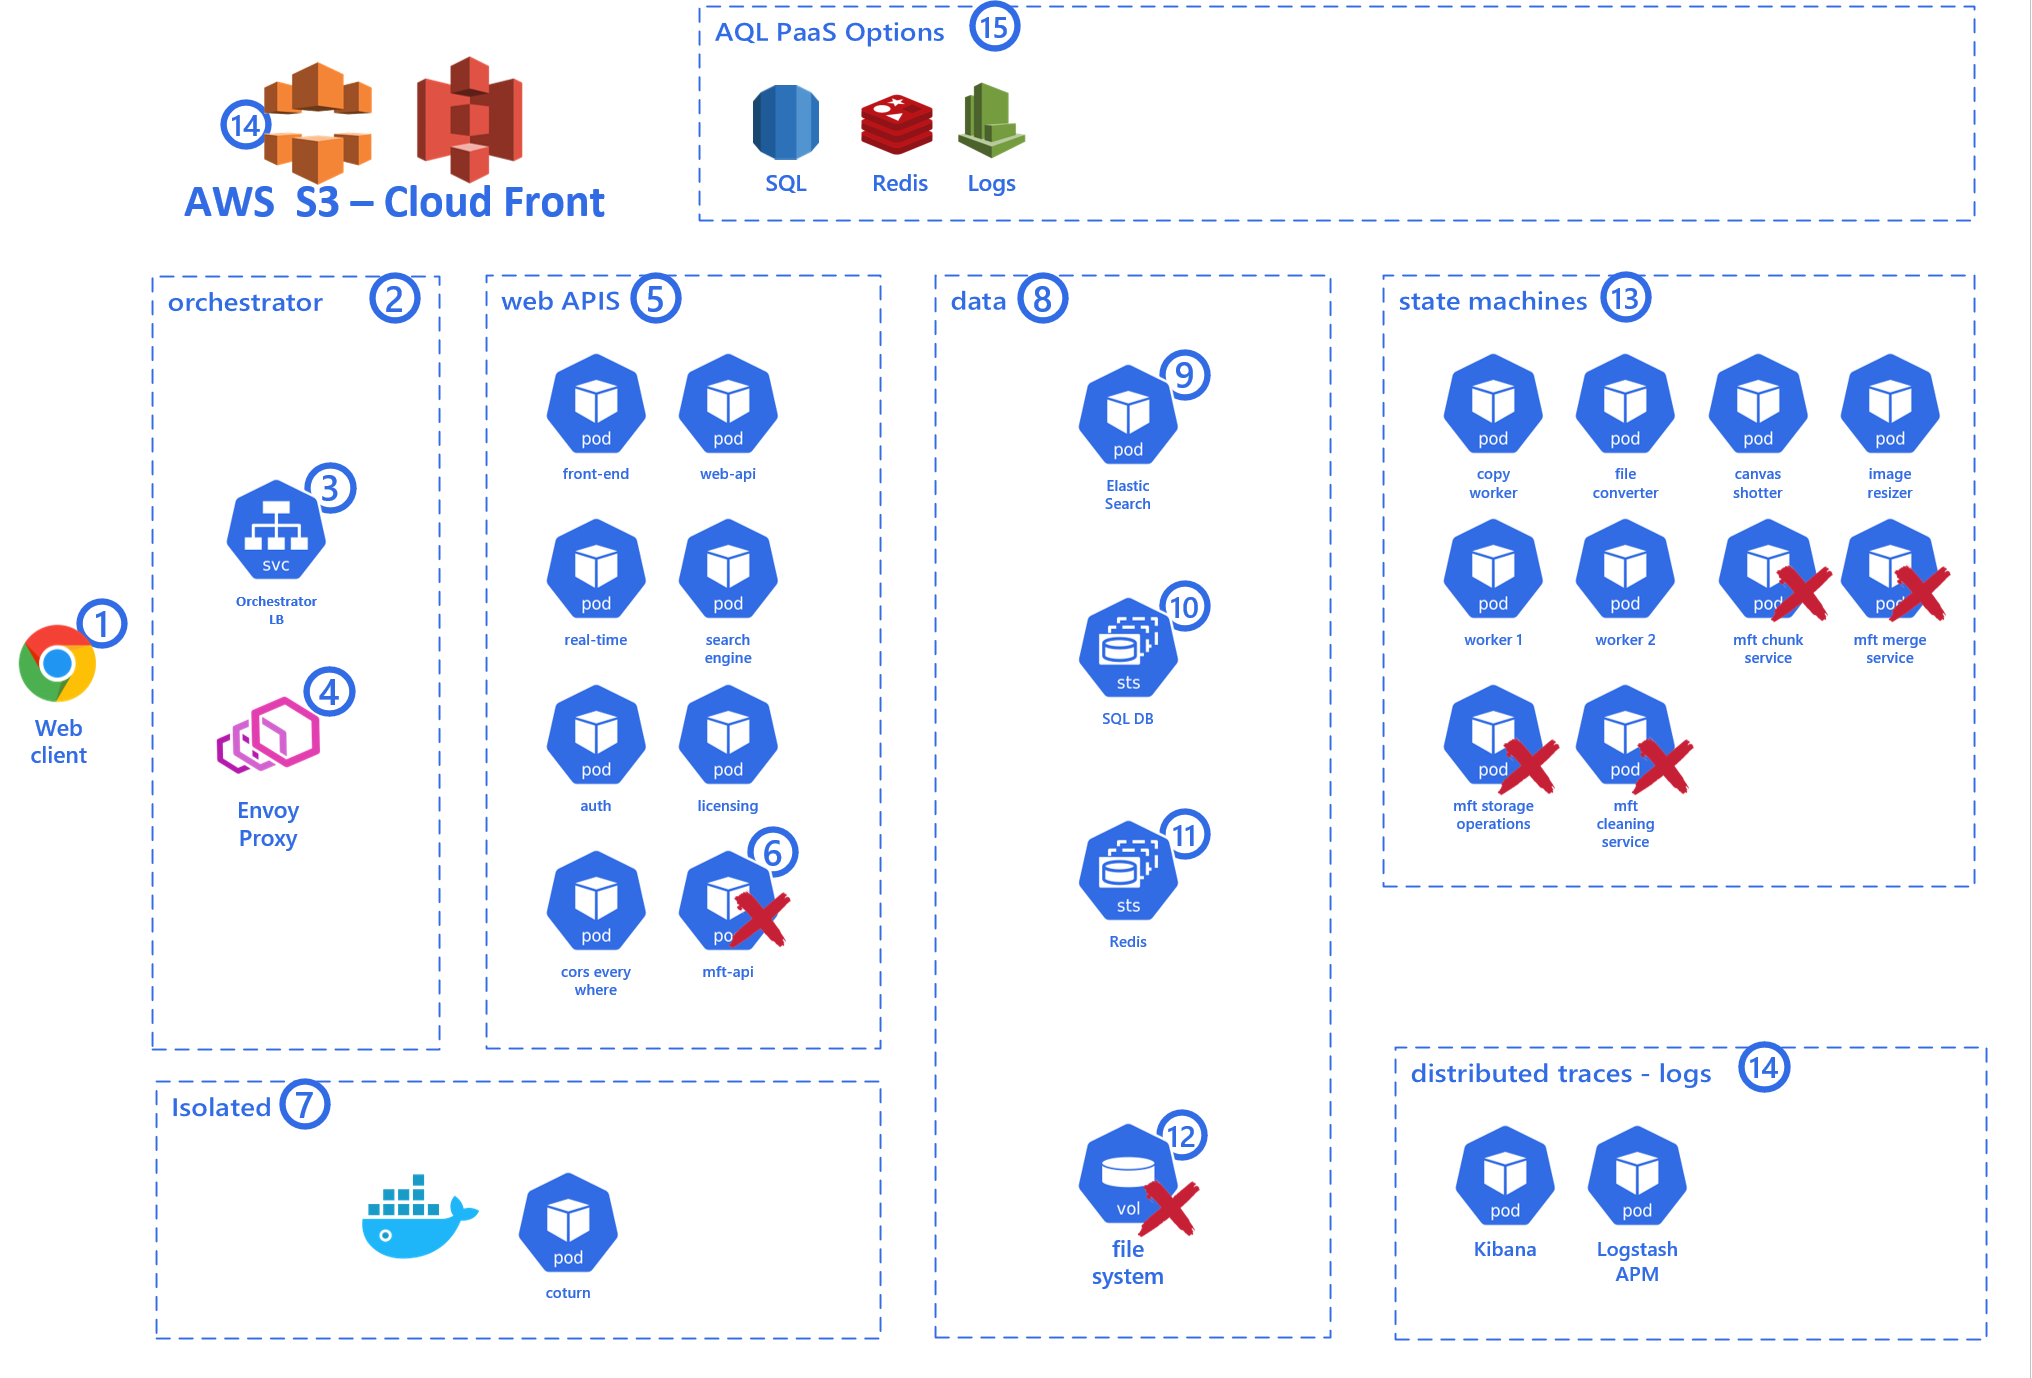 AQL PaaS Options
15
14
SQL
Redis
Logs
AWS  S3 – Cloud Front
orchestrator
2
3
svc
Orchestrator
LB
4
Envoy
Proxy
1
Web
client
web APIS
5
pod
front-end
pod
web-api
pod
real-time
pod
search
engine
pod
auth
pod
licensing
pod
cors every
where
6
pod
mft-api
Isolated
7
pod
coturn
data
8
9
pod
Elastic
Search
10
sts
SQL DB
11
sts
Redis
12
vol
file
system
state machines
13
pod
copy
worker
pod
file
converter
pod
canvas
shotter
pod
image
resizer
pod
worker 1
pod
worker 2
pod
mft chunk
service
pod
mft merge
service
pod
mft storage
operations
pod
mft
cleaning
service
distributed traces - logs
14
pod
Kibana
pod
Logstash
APM